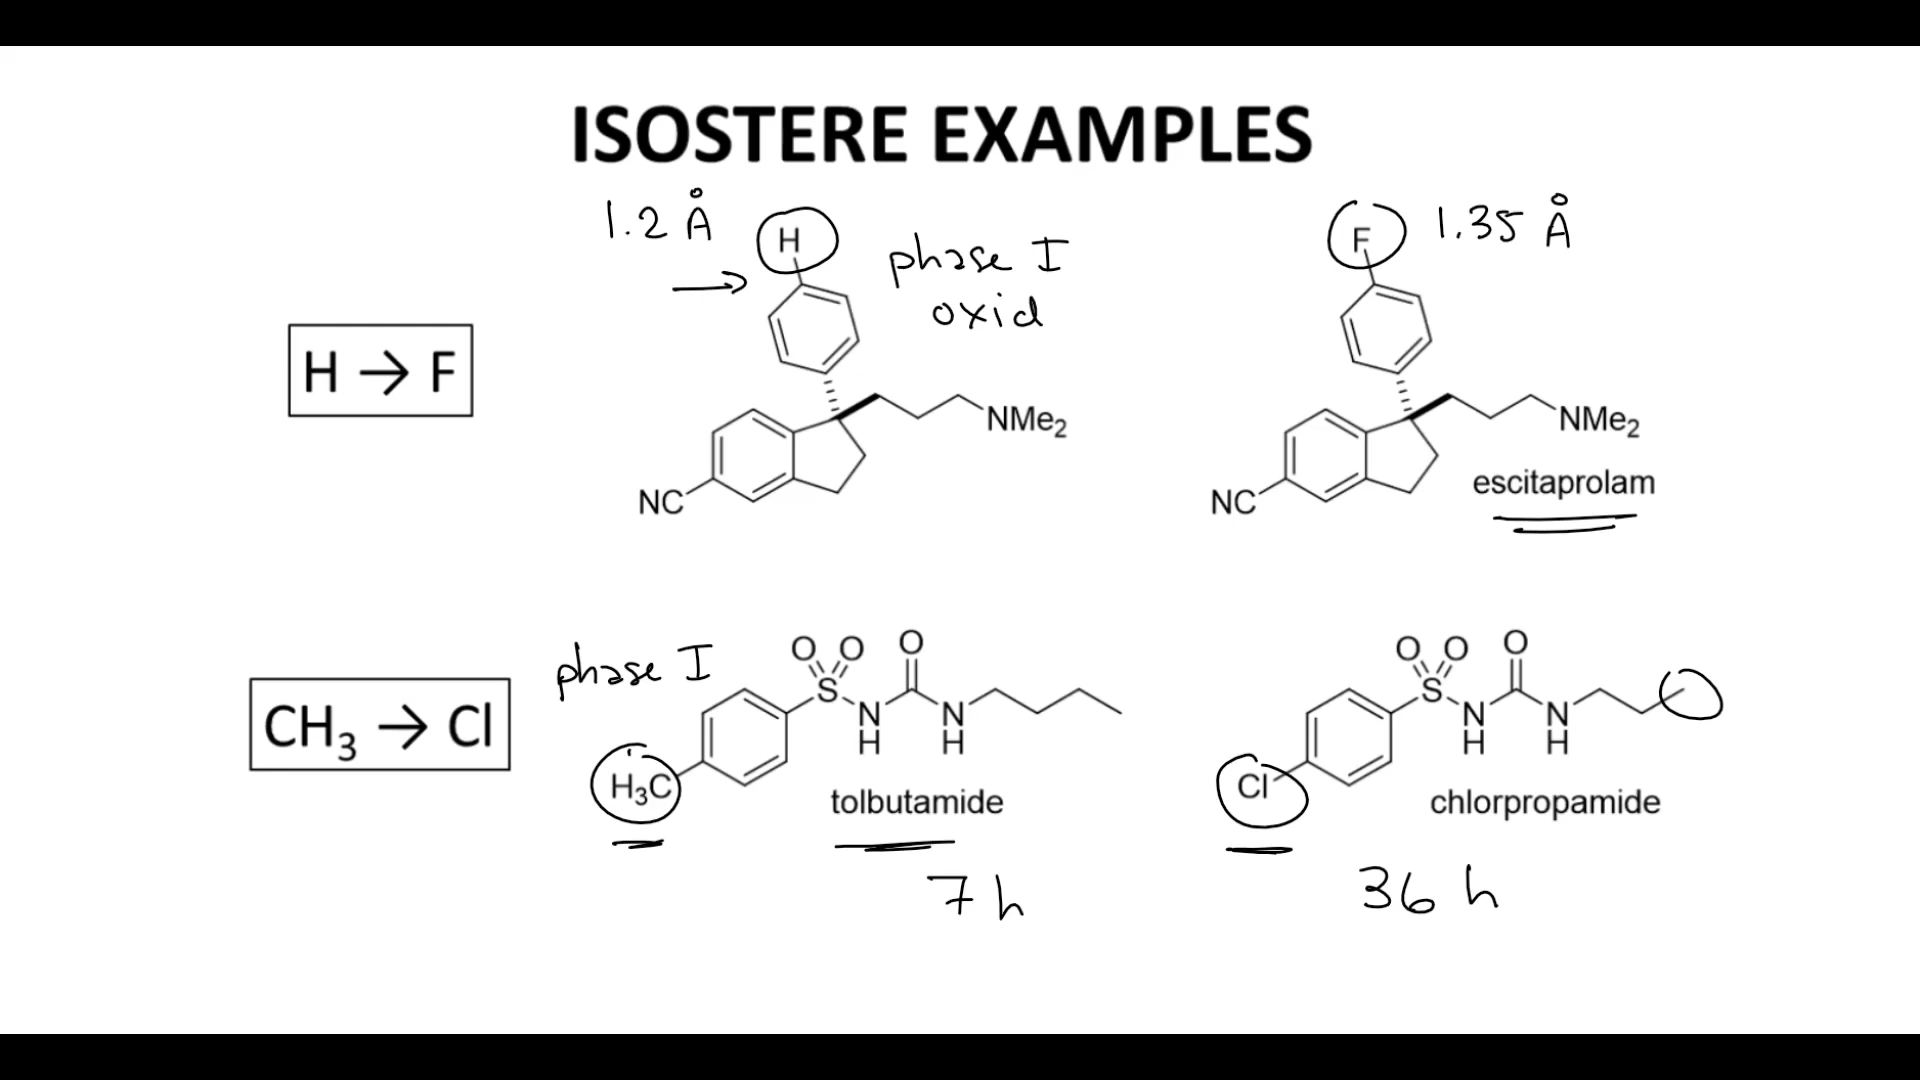 ISOSTERE EXAMPLES
1.2 Å
H
phase I
oxid
F
1.35 Å
H → F
NMe2
NC
NMe2
NC
escitaprolam
phase I
O O O
S
N
H
N
H
H3C
tolbutamide
7 h
CH3 → Cl
O O O
S
N
H
N
H
Cl
chlorpropamide
36 h